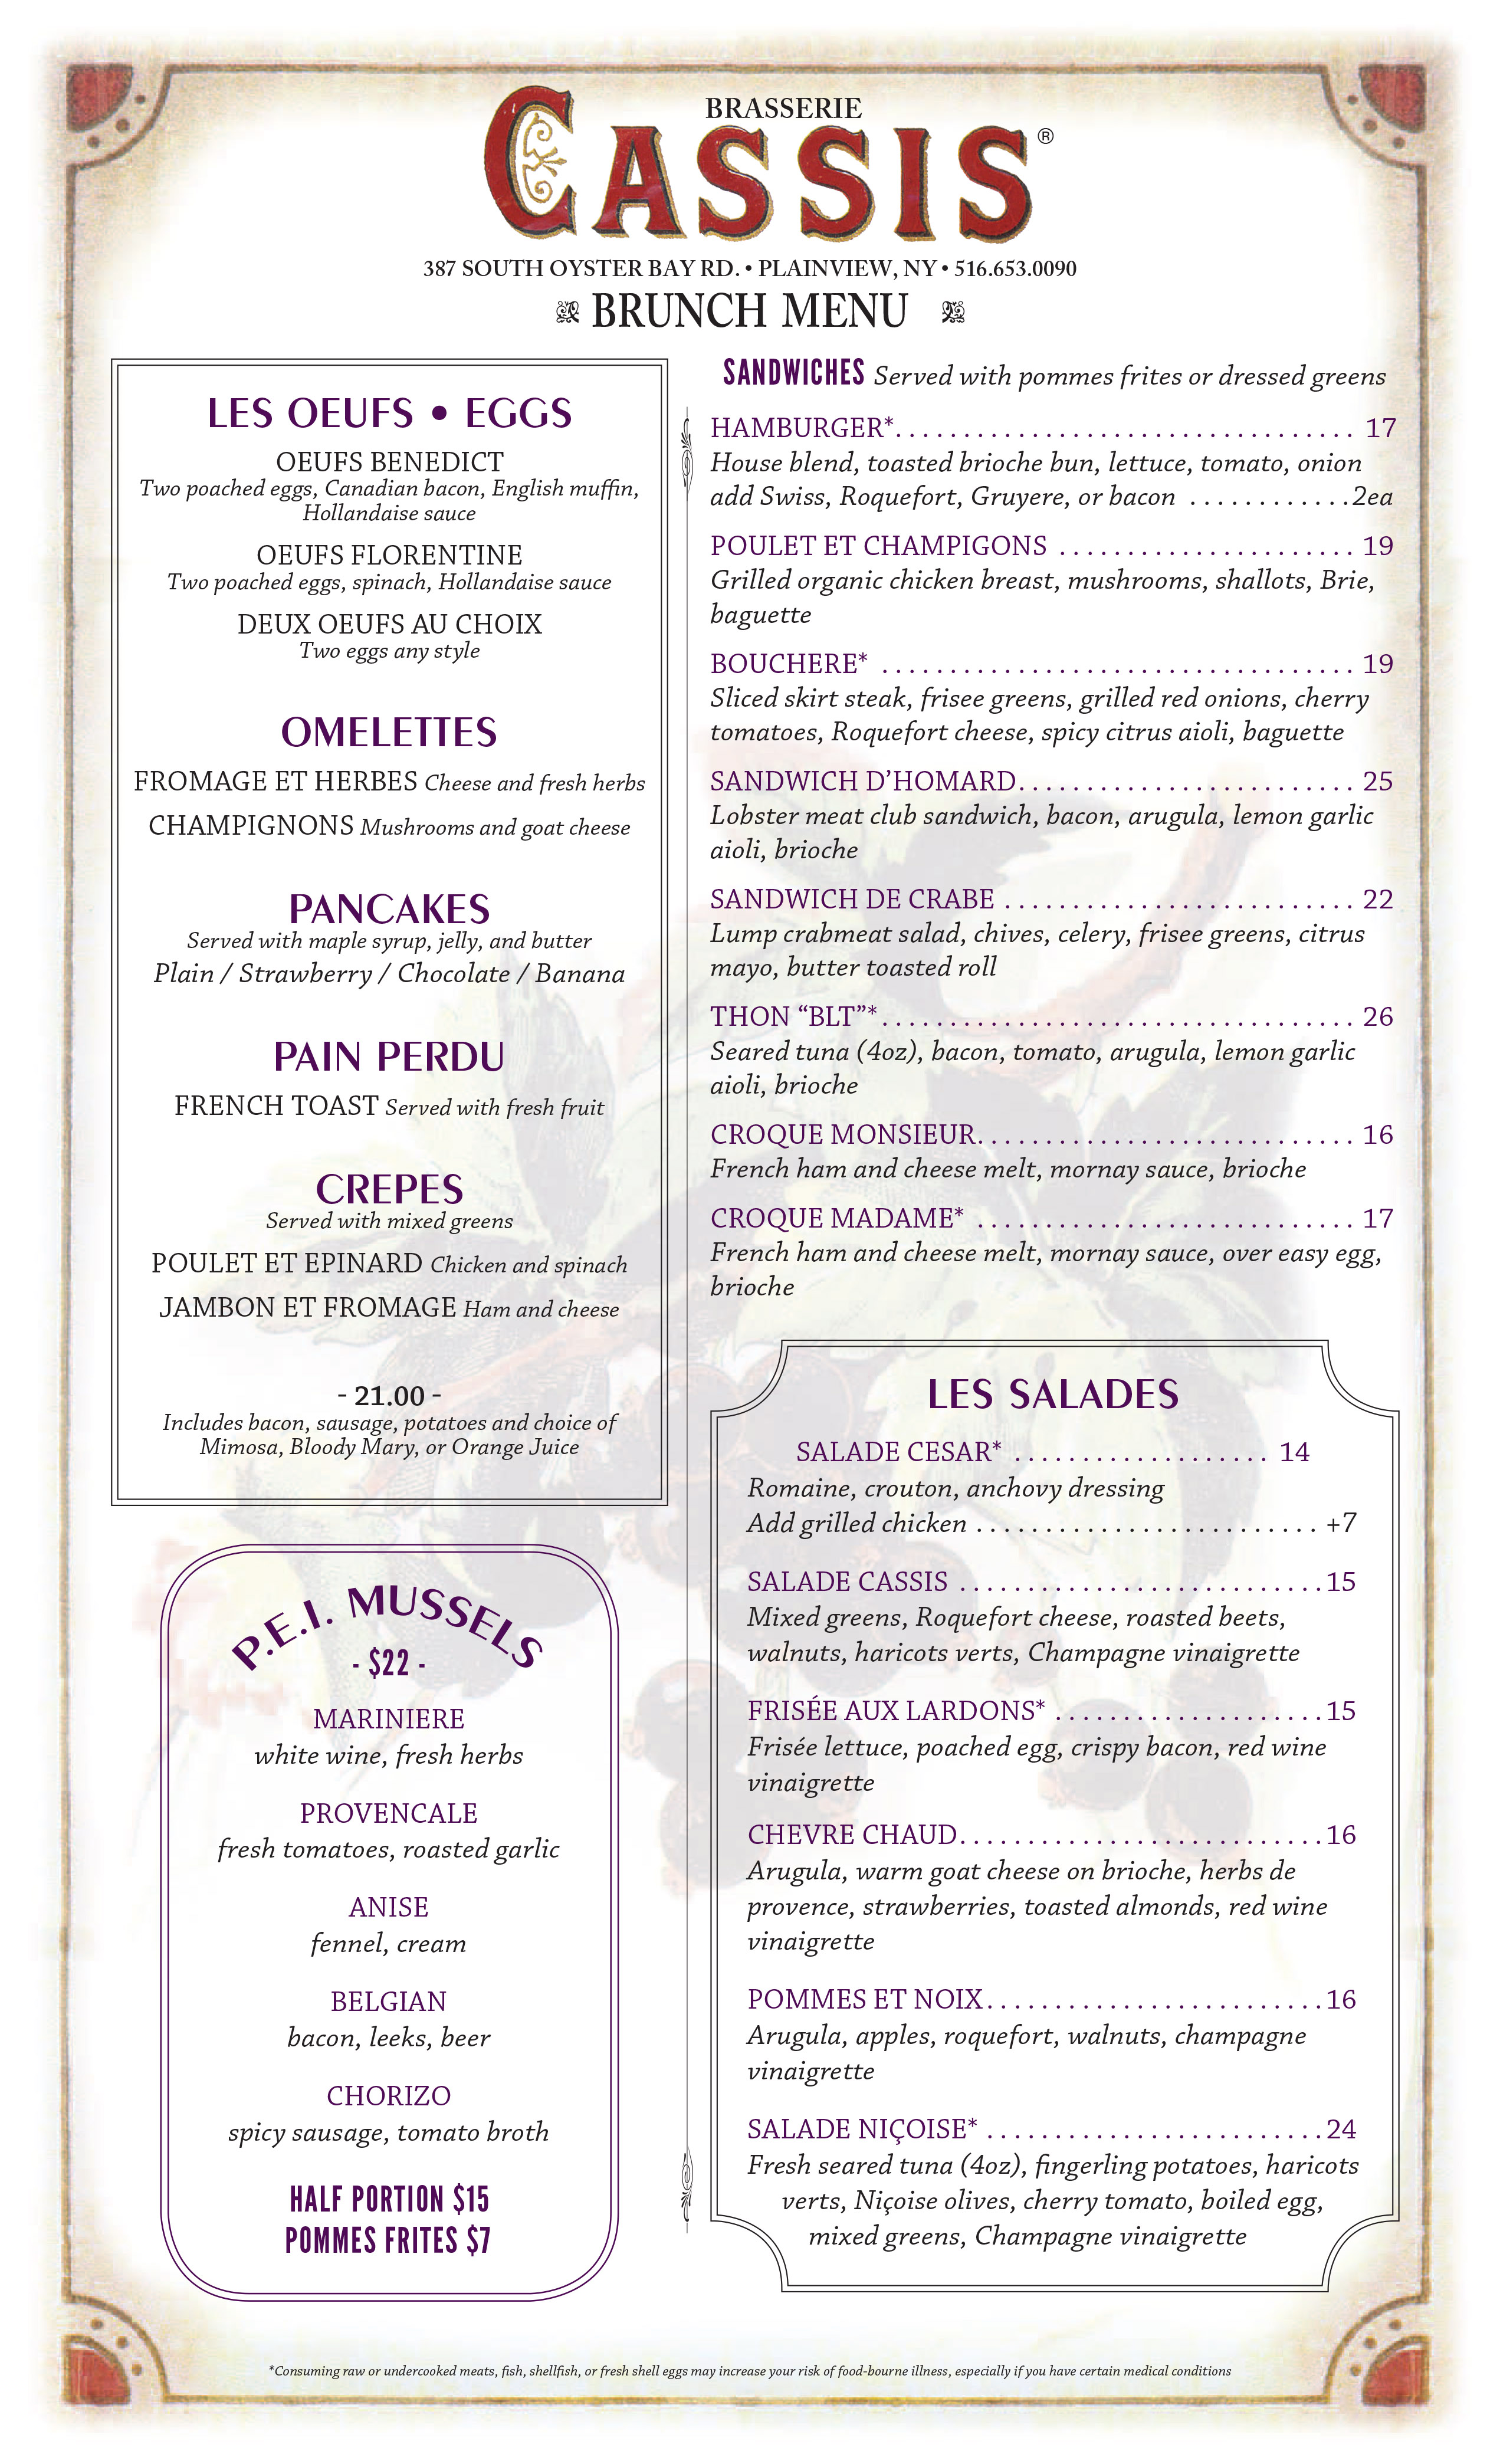 BRASSERIE
CASSIS®
387 SOUTH OYSTER BAY RD. • PLAINVIEW, NY • 516.653.0090
BRUNCH MENU
LES OEUFS • EGGS
OEUFS BENEDICT
Two poached eggs, Canadian bacon, English muffin,
Hollandaise sauce
OEUFS FLORENTINE
Two poached eggs, spinach, Hollandaise sauce
DEUX OEUFS AU CHOIX
Two eggs any style
OMELETTES
FROMAGE ET HERBES Cheese and fresh herbs
CHAMPIGNONS Mushrooms and goat cheese
PANCAKES
Served with maple syrup, jelly, and butter
Plain / Strawberry / Chocolate / Banana
PAIN PERDU
FRENCH TOAST Served with fresh fruit
CREPES
Served with mixed greens
POULET ET EPINARD Chicken and spinach
JAMBON ET FROMAGE Ham and cheese
- 21.00 -
Includes bacon, sausage, potatoes and choice of
Mimosa, Bloody Mary, or Orange Juice
P.E.I. MUSSELS
- $22 -
MARINIERE
white wine, fresh herbs
PROVENCALE
fresh tomatoes, roasted garlic
ANISE
fennel, cream
BELGIAN
bacon, leeks, beer
CHORIZO
spicy sausage, tomato broth
HALF PORTION $15
POMMES FRITES $7
SANDWICHES Served with pommes frites or dressed greens
HAMBURGER* . . . . . . . . . . 17
House blend, toasted brioche bun, lettuce, tomato, onion
add Swiss, Roquefort, Gruyere, or bacon . . . . . . . . . . 2ea
POULET ET CHAMPIGONS . . . . . . . . . . 19
Grilled organic chicken breast, mushrooms, shallots, Brie,
baguette
BOUCHERE* . . . . . . . . . . 19
Sliced skirt steak, frisee greens, grilled red onions, cherry
tomatoes, Roquefort cheese, spicy citrus aioli, baguette
SANDWICH D’HOMARD . . . . . . . . . . 25
Lobster meat club sandwich, bacon, arugula, lemon garlic
aioli, brioche
SANDWICH DE CRABE . . . . . . . . . . 22
Lump crabmeat salad, chives, celery, frisee greens, citrus
mayo, butter toasted roll
THON “BLT”* . . . . . . . . . . 26
Seared tuna (4oz), bacon, tomato, arugula, lemon garlic
aioli, brioche
CROQUE MONSIEUR . . . . . . . . . . 16
French ham and cheese melt, mornay sauce, brioche
CROQUE MADAME* . . . . . . . . . . 17
French ham and cheese melt, mornay sauce, over easy egg,
brioche
LES SALADES
SALADE CESAR* . . . . . . . . . . 14
Romaine, crouton, anchovy dressing
Add grilled chicken . . . . . . . . . . +7
SALADE CASSIS . . . . . . . . . . 15
Mixed greens, Roquefort cheese, roasted beets,
walnuts, haricots verts, Champagne vinaigrette
FRISÉE AUX LARDONS* . . . . . . . . . . 15
Frisée lettuce, poached egg, crispy bacon, red wine
vinaigrette
CHEVRE CHAUD . . . . . . . . . . 16
Arugula, warm goat cheese on brioche, herbs de
provence, strawberries, toasted almonds, red wine
vinaigrette
POMMES ET NOIX . . . . . . . . . . 16
Arugula, apples, roquefort, walnuts, champagne
vinaigrette
SALADE NIÇOISE* . . . . . . . . . . 24
Fresh seared tuna (4oz), fingerling potatoes, haricots
verts, Niçoise olives, cherry tomato, boiled egg,
mixed greens, Champagne vinaigrette
*Consuming raw or undercooked meats, fish, shellfish, or fresh shell eggs may increase your risk of food-bourne illness, especially if you have certain medical conditions